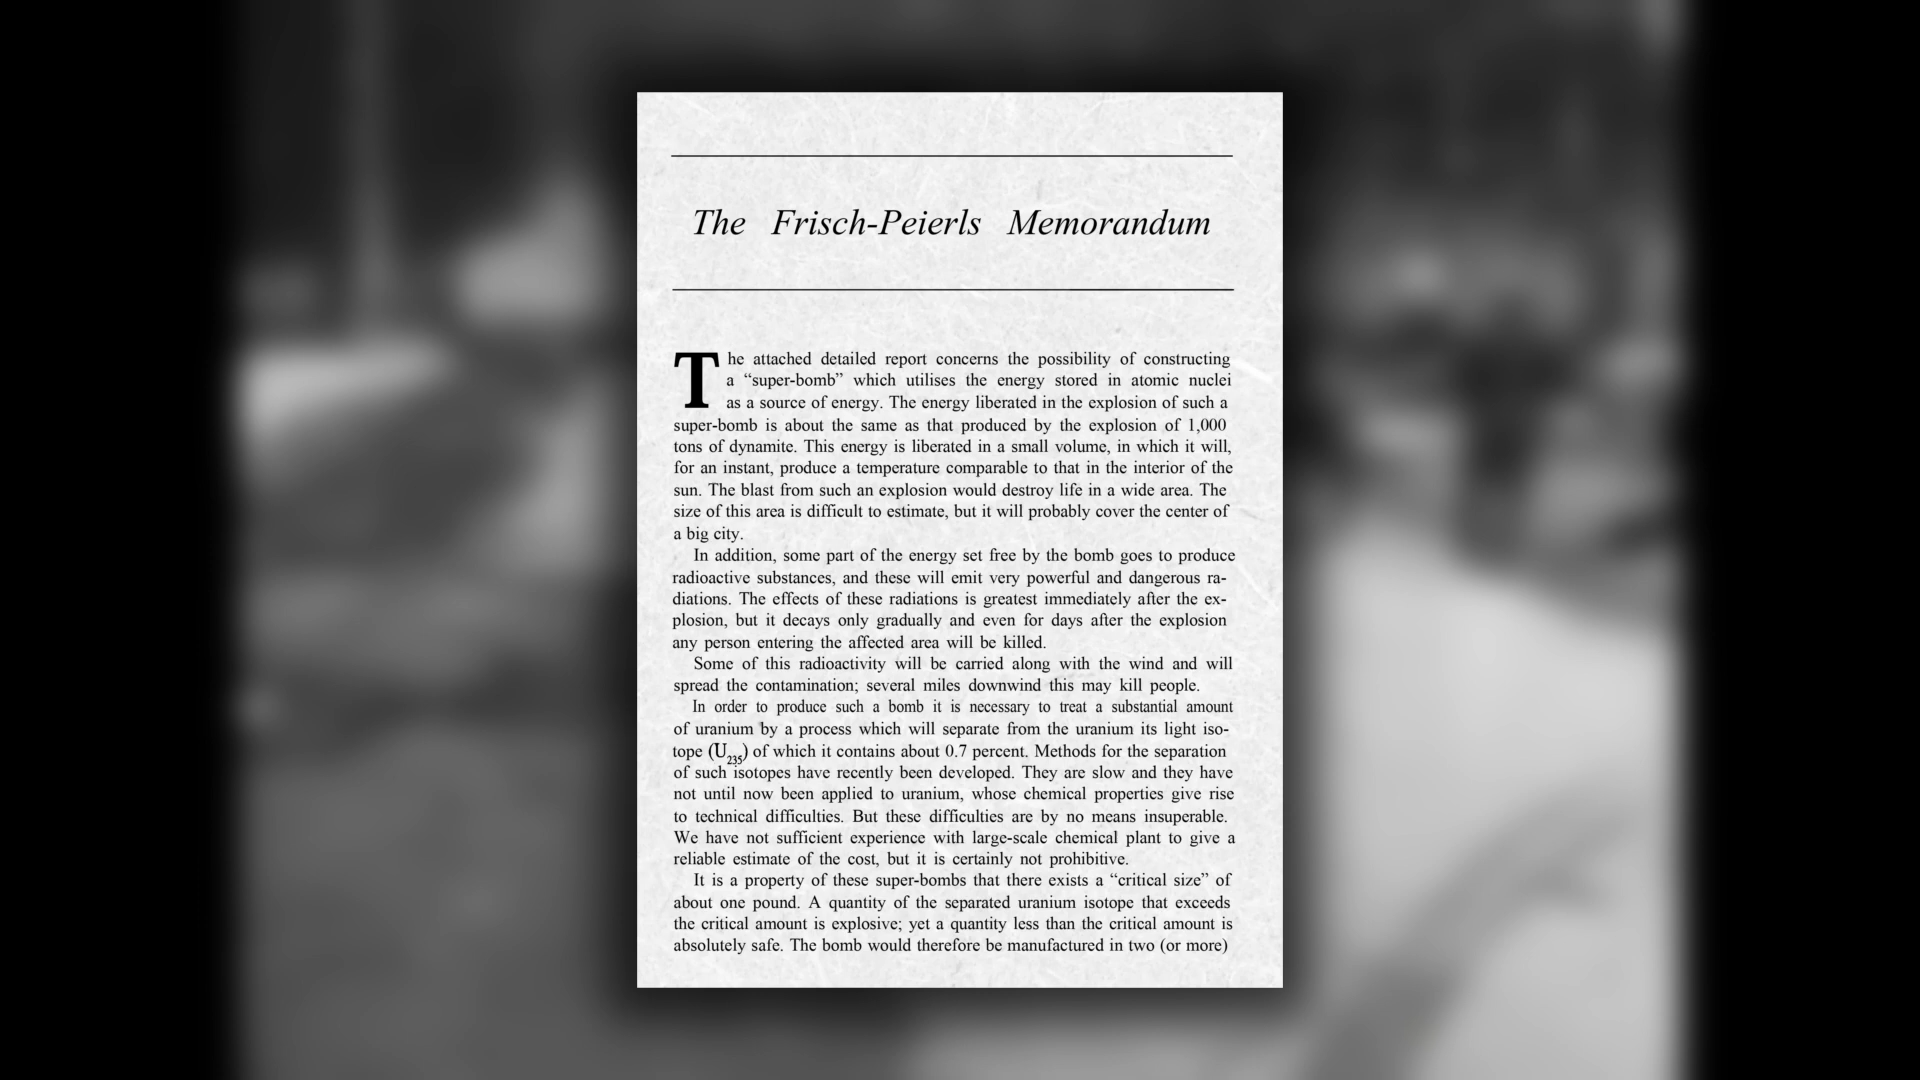 The Frisch-Peierls Memorandum
The attached detailed report concerns the possibility of constructing
a “super-bomb” which utilises the energy stored in atomic nuclei
as a source of energy. The energy liberated in the explosion of such a
super-bomb is about the same as that produced by the explosion of 1,000
tons of dynamite. This energy is liberated in a small volume, in which it will,
for an instant, produce a temperature comparable to that in the interior of the
sun. The blast from such an explosion would destroy life in a wide area. The
size of this area is difficult to estimate, but it will probably cover the center of
a big city.
In addition, some part of the energy set free by the bomb goes to produce
radioactive substances, and these will emit very powerful and dangerous ra-
diations. The effects of these radiations is greatest immediately after the ex-
plosion, but it decays only gradually and even for days after the explosion
any person entering the affected area will be killed.
Some of this radioactivity will be carried along with the wind and will
spread the contamination; several miles downwind this may kill people.
In order to produce such a bomb it is necessary to treat a substantial amount
of uranium by a process which will separate from the uranium its light iso-
tope (U235) of which it contains about 0.7 percent. Methods for the separation
of such isotopes have recently been developed. They are slow and they have
not until now been applied to uranium, whose chemical properties give rise
to technical difficulties. But these difficulties are by no means insuperable.
We have not sufficient experience with large-scale chemical plant to give a
reliable estimate of the cost, but it is certainly not prohibitive.
It is a property of these super-bombs that there exists a “critical size” of
about one pound. A quantity of the separated uranium isotope that exceeds
the critical amount is explosive; yet a quantity less than the critical amount is
absolutely safe. The bomb would therefore be manufactured in two (or more)